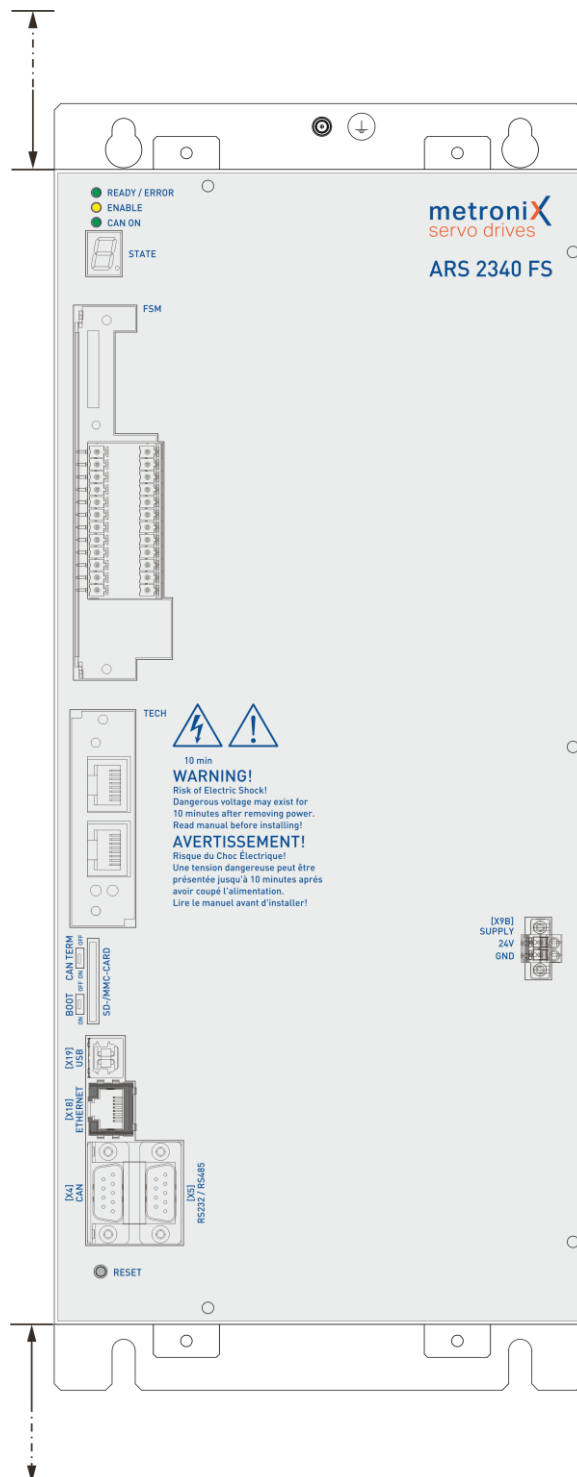 READY / ERROR
ENABLE
CAN ON
STATE
metroniX
servo drives
ARS 2340 FS
FSM
TECH
10 min
WARNING!
Risk of Electric Shock!
Dangerous voltage may exist for
10 minutes after removing power.
Read manual before installing!
AVERTISSEMENT!
Risque du Choc Électrique!
Une tension dangereuse peut être
présentée jusqu'à 10 minutes aprés
avoir coupé l'alimentation.
Lire le manuel avant d'installer!
[X9B]
SUPPLY
24V
GND
CAN TERM
ON OFF
BOOT
ON OFF
SD-/MMC-CARD
[X19]
USB
[X18]
ETHERNET
[X4]
CAN
[X5]
RS232 / RS485
RESET